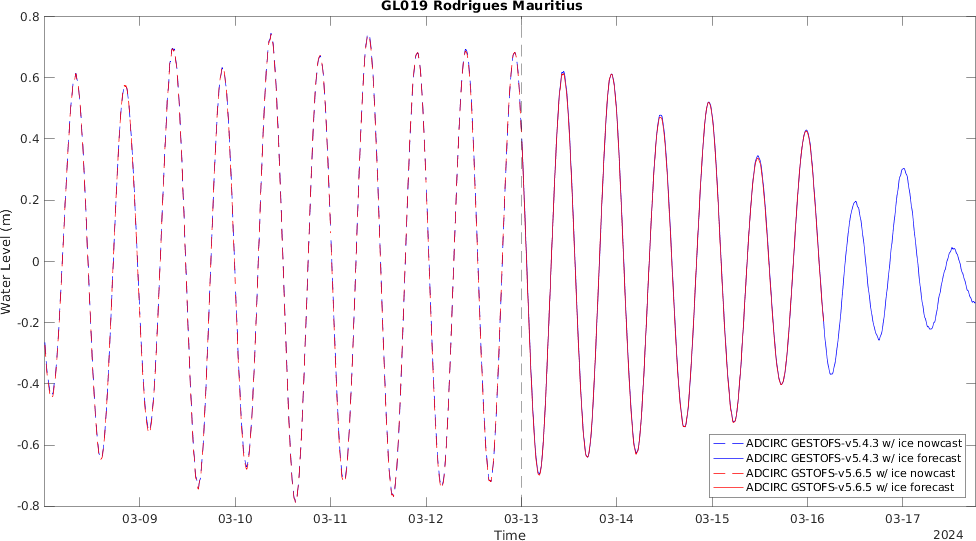 GL019 Rodrigues Mauritius
0.8
0.6
0.4
0.2
0
-0.2
-0.4
-0.6
-0.8
Water Level (m)
ADCIRC GESTOFS-v5.4.3 w/ ice nowcast
ADCIRC GESTOFS-v5.4.3 w/ ice forecast
ADCIRC GSTOFS-v5.6.5 w/ ice nowcast
ADCIRC GSTOFS-v5.6.5 w/ ice forecast
03-09 03-10 03-11 03-12 03-13 03-14 03-15 03-16 03-17
Time
2024